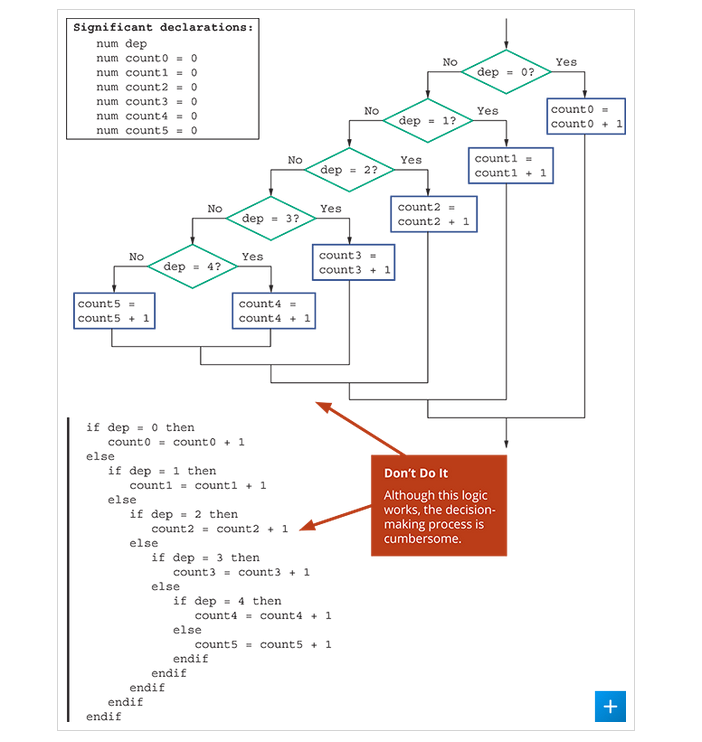 Significant declarations:
num dep
num count0 = 0
num count1 = 0
num count2 = 0
num count3 = 0
num count4 = 0
num count5 = 0
No
dep = 0?
Yes
count0 =
count0 + 1
No
dep = 1?
Yes
count1 =
count1 + 1
No
dep = 2?
Yes
count2 =
count2 + 1
No
dep = 3?
Yes
count3 =
count3 + 1
No
dep = 4?
Yes
count5 =
count5 + 1
count4 =
count4 + 1
if dep = 0 then
count0 = count0 + 1
else
if dep = 1 then
count1 = count1 + 1
else
if dep = 2 then
count2 = count2 + 1
else
if dep = 3 then
count3 = count3 + 1
else
if dep = 4 then
count4 = count4 + 1
else
count5 = count5 + 1
endif
endif
endif
endif
endif
Don't Do It
Although this logic
works, the decision-
making process is
cumbersome.
+